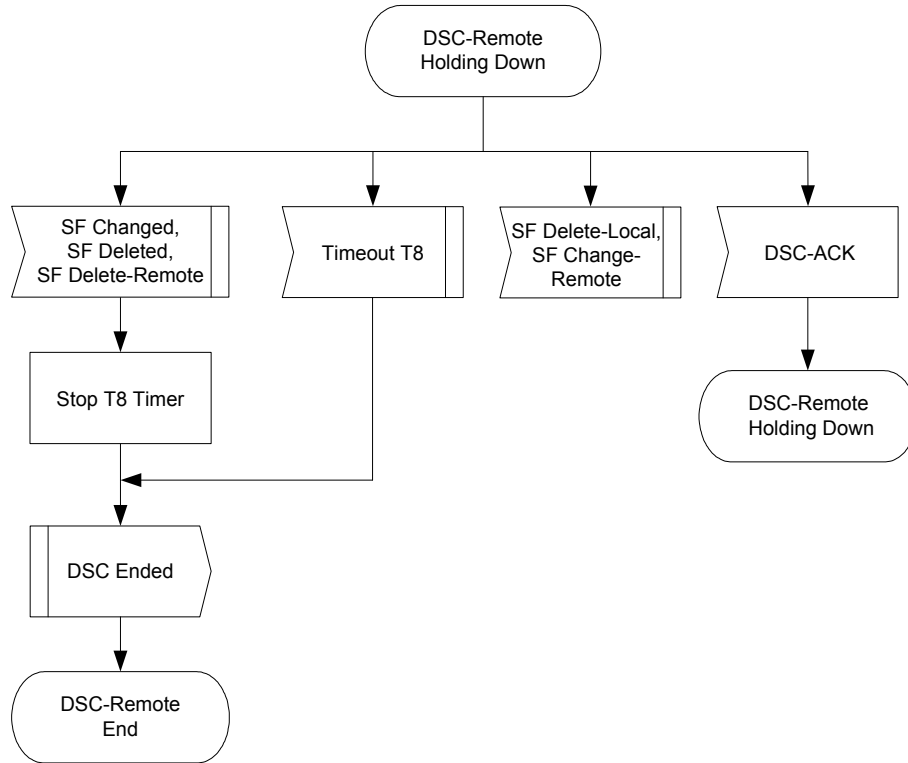 DSC-Remote
Holding Down
SF Changed,
SF Deleted,
SF Delete-Remote
Timeout T8
SF Delete-Local,
SF Change-
Remote
DSC-ACK
Stop T8 Timer
DSC-Remote
Holding Down
DSC Ended
DSC-Remote
End